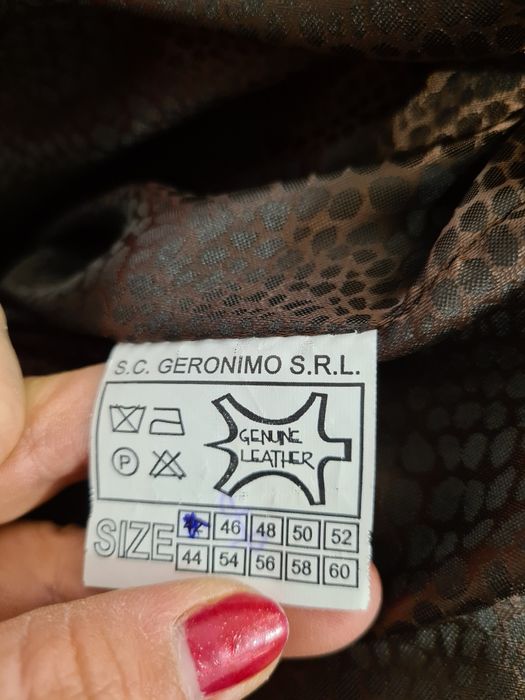 S.C. GERONIMO S.R.L.
GENUINE
LEATHER
P
SIZE
46 48 50 52
44 54 56 58 60